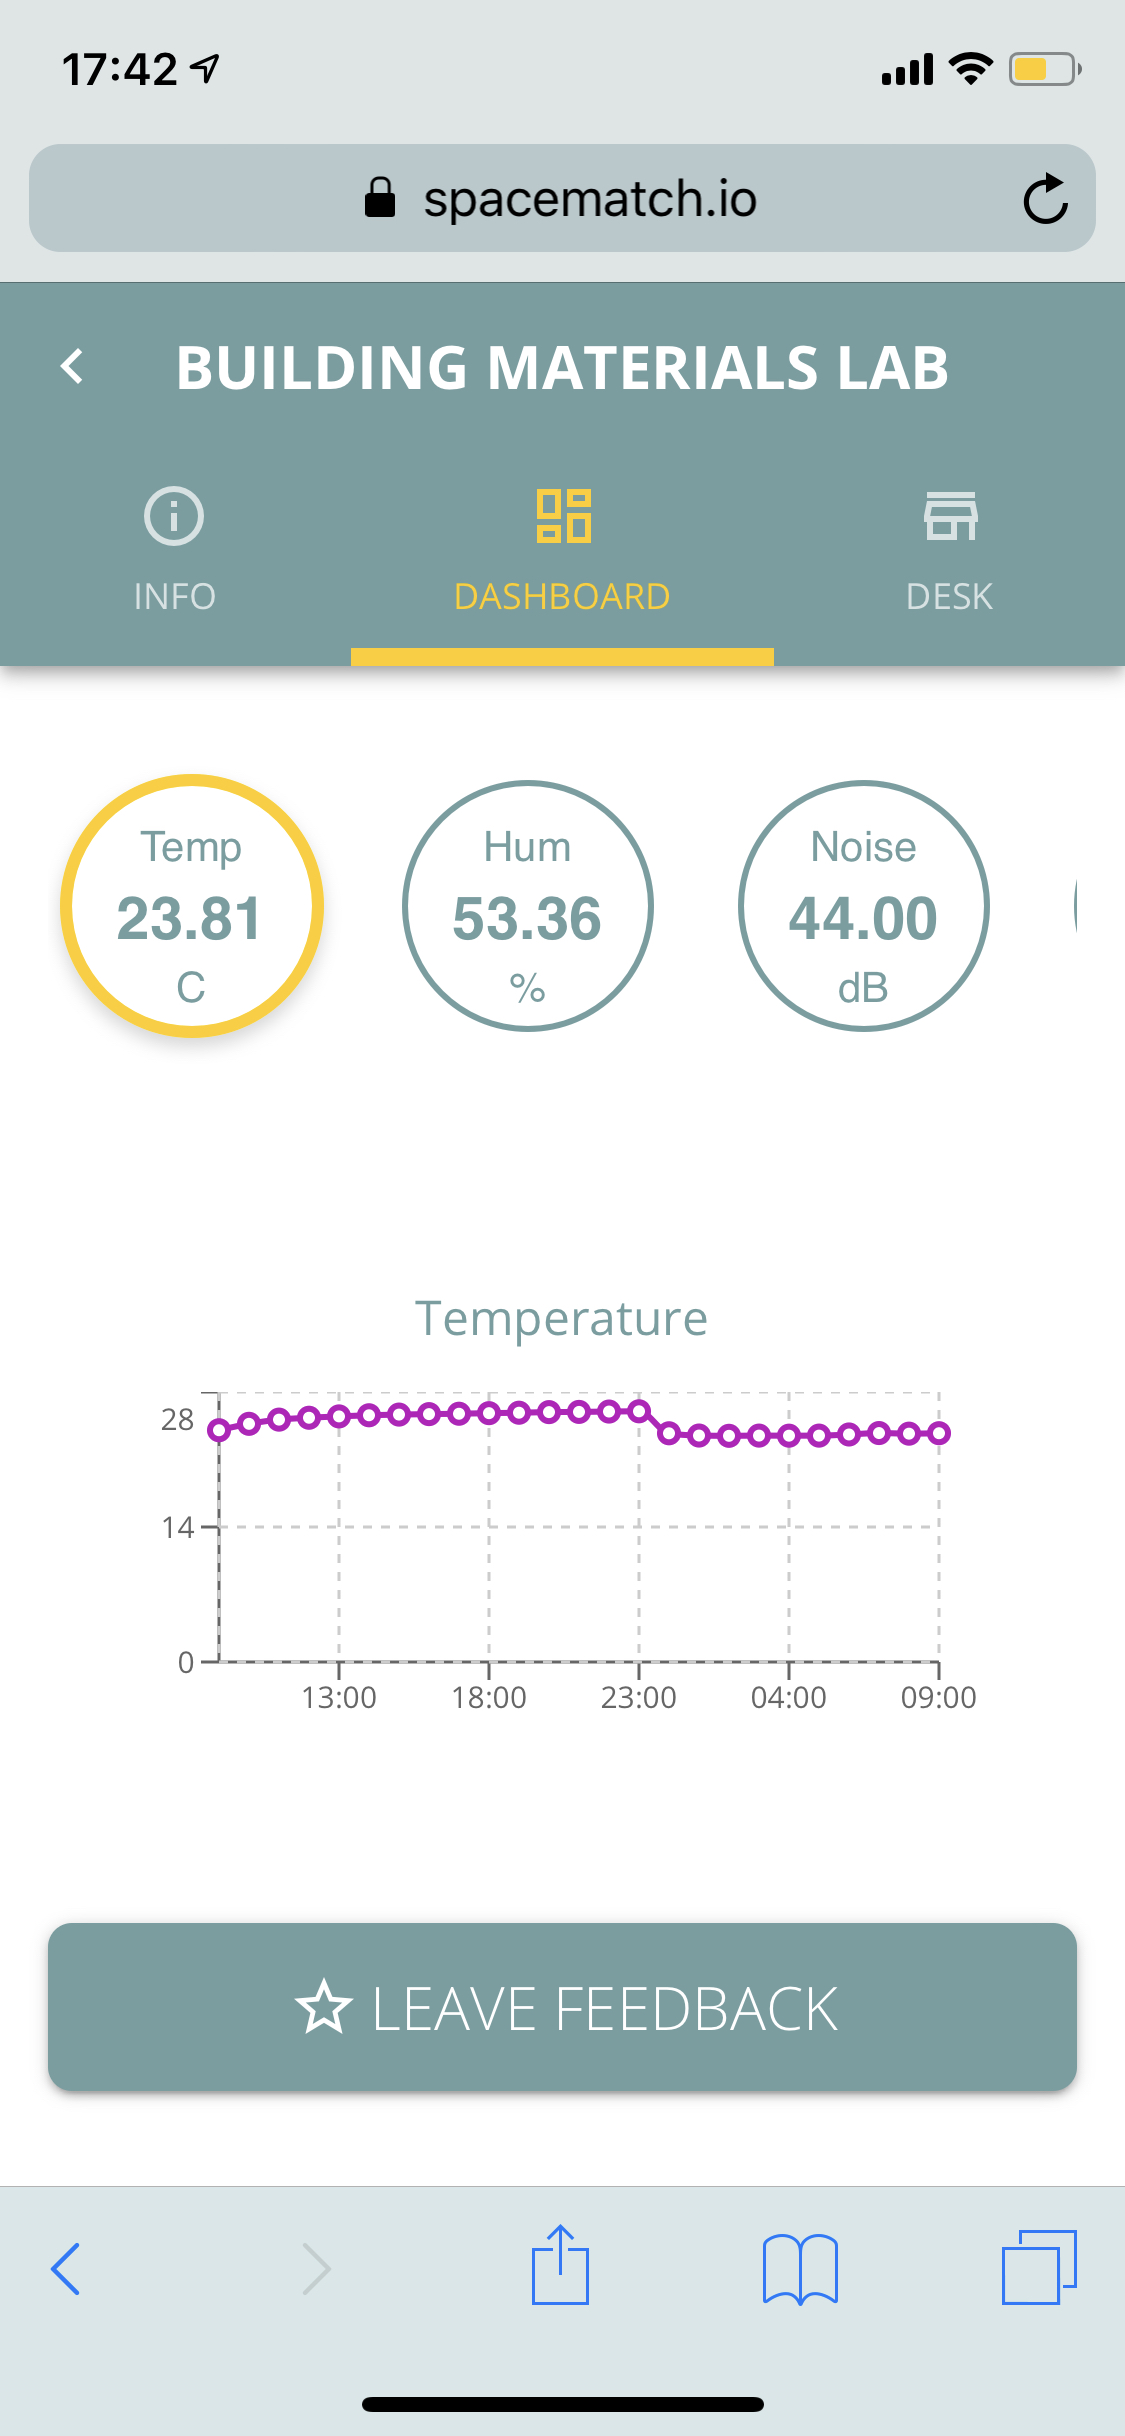 17:42
spacematch.io
BUILDING MATERIALS LAB
INFO
DASHBOARD
DESK
Temp
23.81
C
Hum
53.36
%
Noise
44.00
dB
Temperature
28
14
0
13:00
18:00
23:00
04:00
09:00
LEAVE FEEDBACK